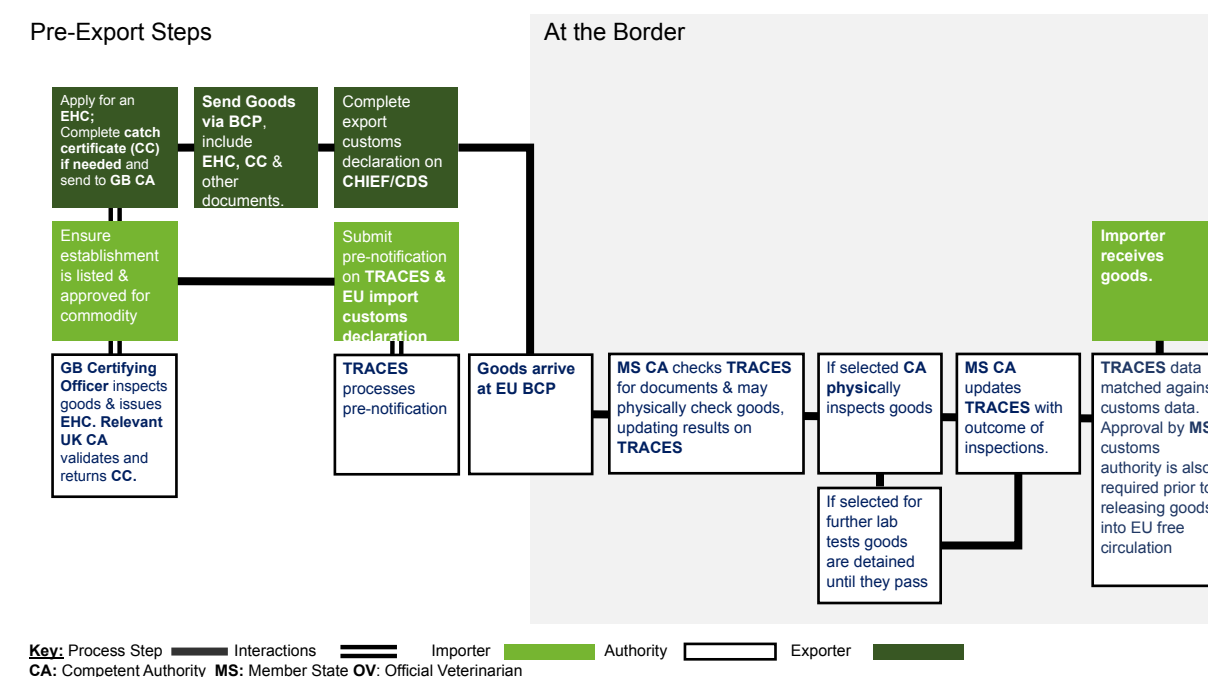 Pre-Export Steps
At the Border
Apply for an
EHC;
Complete catch
certificate (CC)
if needed and
send to GB CA
Send Goods
via BCP,
include
EHC, CC &
other
documents.
Complete
export
customs
declaration on
CHIEF/CDS
Ensure
establishment
is listed &
approved for
commodity
Submit
pre-notification
on TRACES &
EU import
customs
declaration
Importer
receives
goods.
GB Certifying
Officer inspects
goods & issues
EHC. Relevant
UK CA
validates and
returns CC.
TRACES
processes
pre-notification
Goods arrive
at EU BCP
MS CA checks TRACES
for documents & may
physically check goods,
updating results on
TRACES
If selected CA
physically
inspects goods
MS CA
updates
TRACES with
outcome of
inspections.
TRACES data
matched agains
customs data.
Approval by MS
customs
authority is also
required prior to
releasing goods
into EU free
circulation
If selected for
further lab
tests goods
are detained
until they pass
Key: Process Step Interactions Importer Authority Exporter
CA: Competent Authority MS: Member State OV: Official Veterinarian